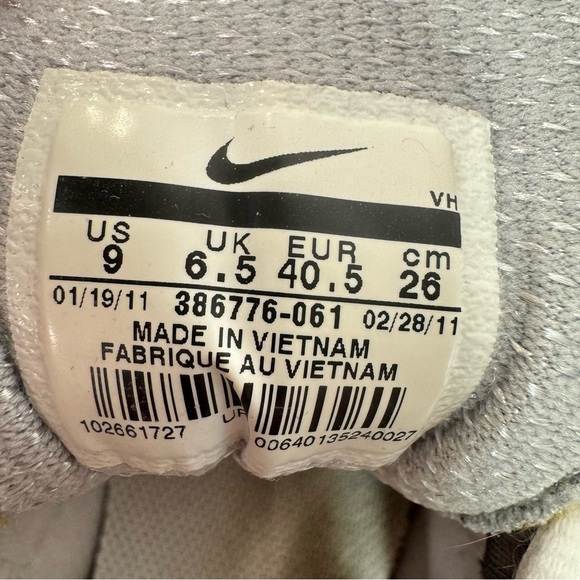 VH
US UK EUR cm
9 6.5 40.5 26
01/19/11 386776-061 02/28/11
MADE IN VIETNAM
FABRIQUE AU VIETNAM
102661727 00640135240027